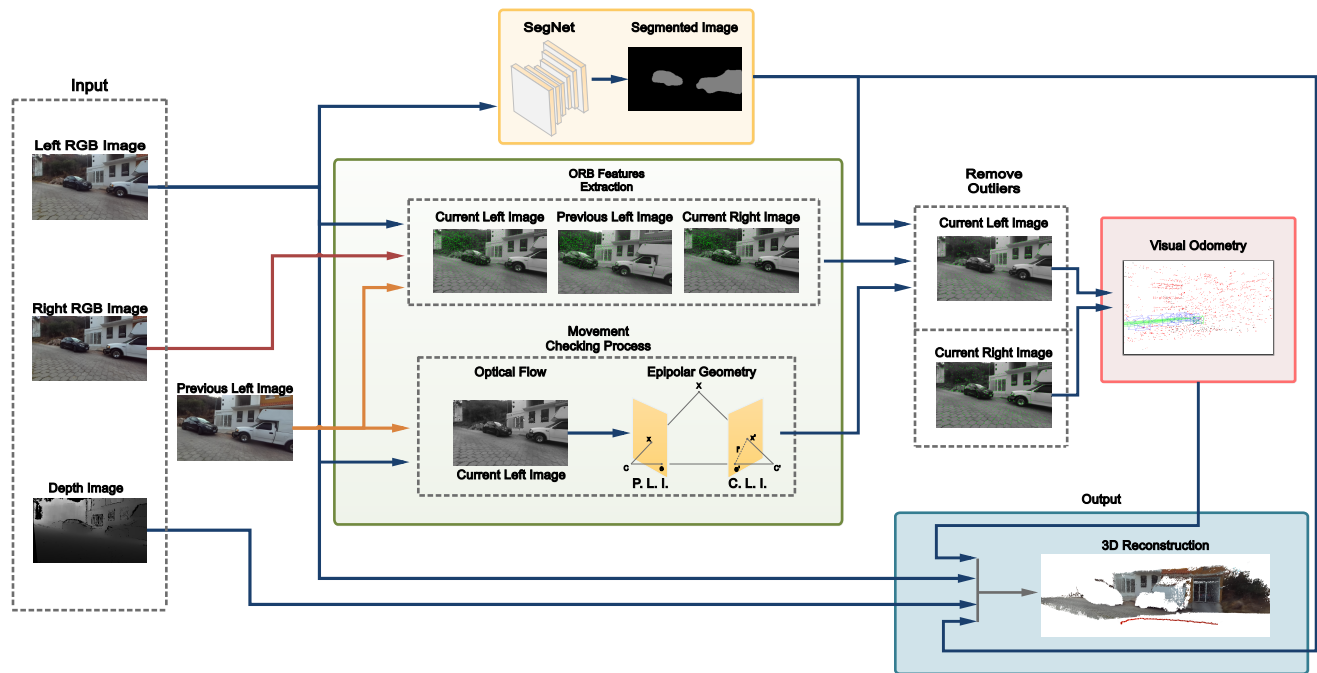 SegNet
Segmented Image
Input
Left RGB Image
Right RGB Image
Previous Left Image
Depth Image
ORB Features
Extraction
Current Left Image
Previous Left Image
Current Right Image
Movement
Checking Process
Optical Flow
Current Left Image
Epipolar Geometry
X
X
X'
l'
C
e
e'
C'
P. L. I.
C. L. I.
Remove
Outliers
Current Left Image
Current Right Image
Visual Odometry
Output
3D Reconstruction